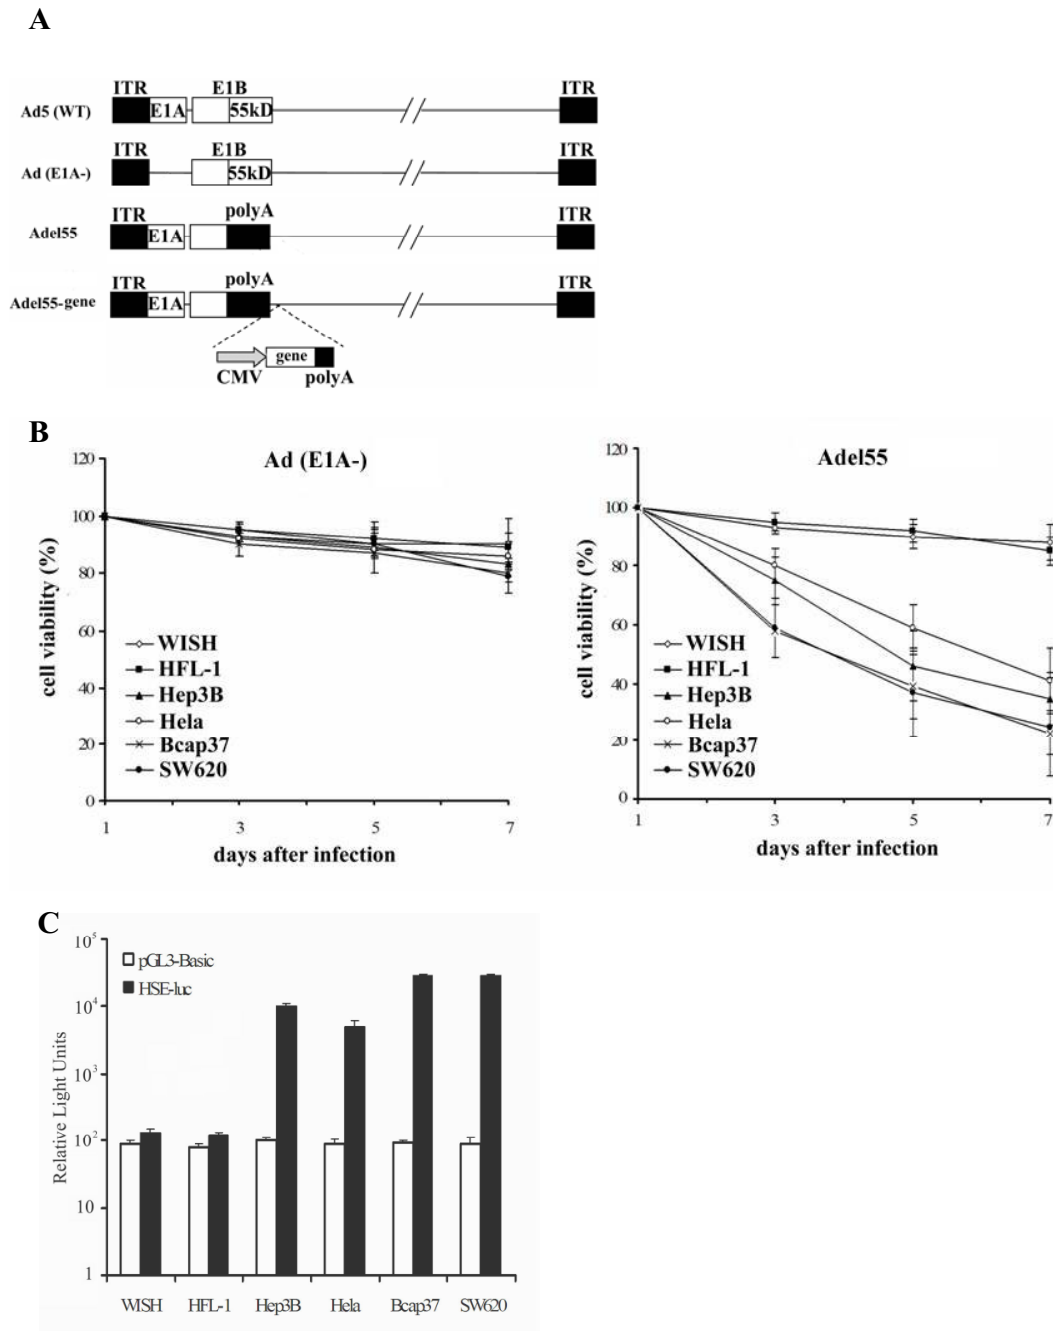 A
ITR E1B ITR
Ad5 (WT) E1A 55kD
ITR E1B ITR
Ad (E1A-) 55kD
ITR polyA ITR
Adel55 E1A
ITR polyA ITR
Adel55-gene E1A
gene
CMV polyA
B
Ad (E1A-)
cell viability (%)
120
100
80
60
40
20
0
WISH
HFL-1
Hep3B
Hela
Bcap37
SW620
1 3 5 7
days after infection
Adel55
cell viability (%)
120
100
80
60
40
20
0
WISH
HFL-1
Hep3B
Hela
Bcap37
SW620
1 3 5 7
days after infection
C
Relative Light Units
10⁵
10⁴
10³
10²
10
1
pGL3-Basic
HSE-luc
WISH HFL-1 Hep3B Hela Bcap37 SW620